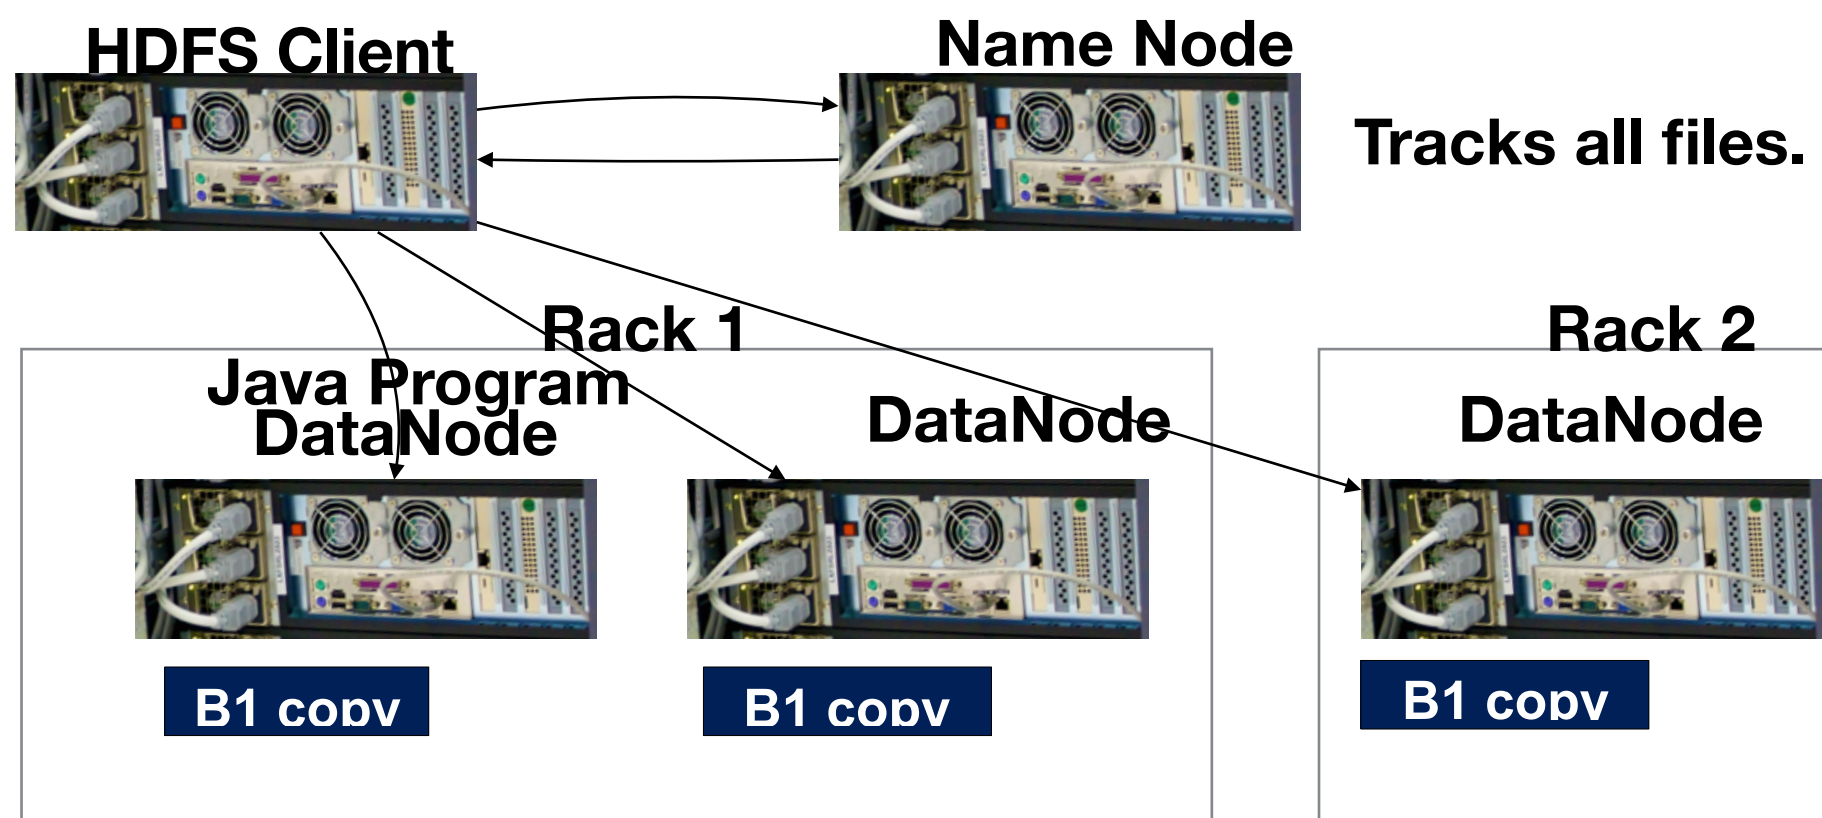 HDFS Client
Name Node
Tracks all files.
Rack 1
Rack 2
Java Program
DataNode
DataNode
DataNode
B1 copy
B1 copy
B1 copy